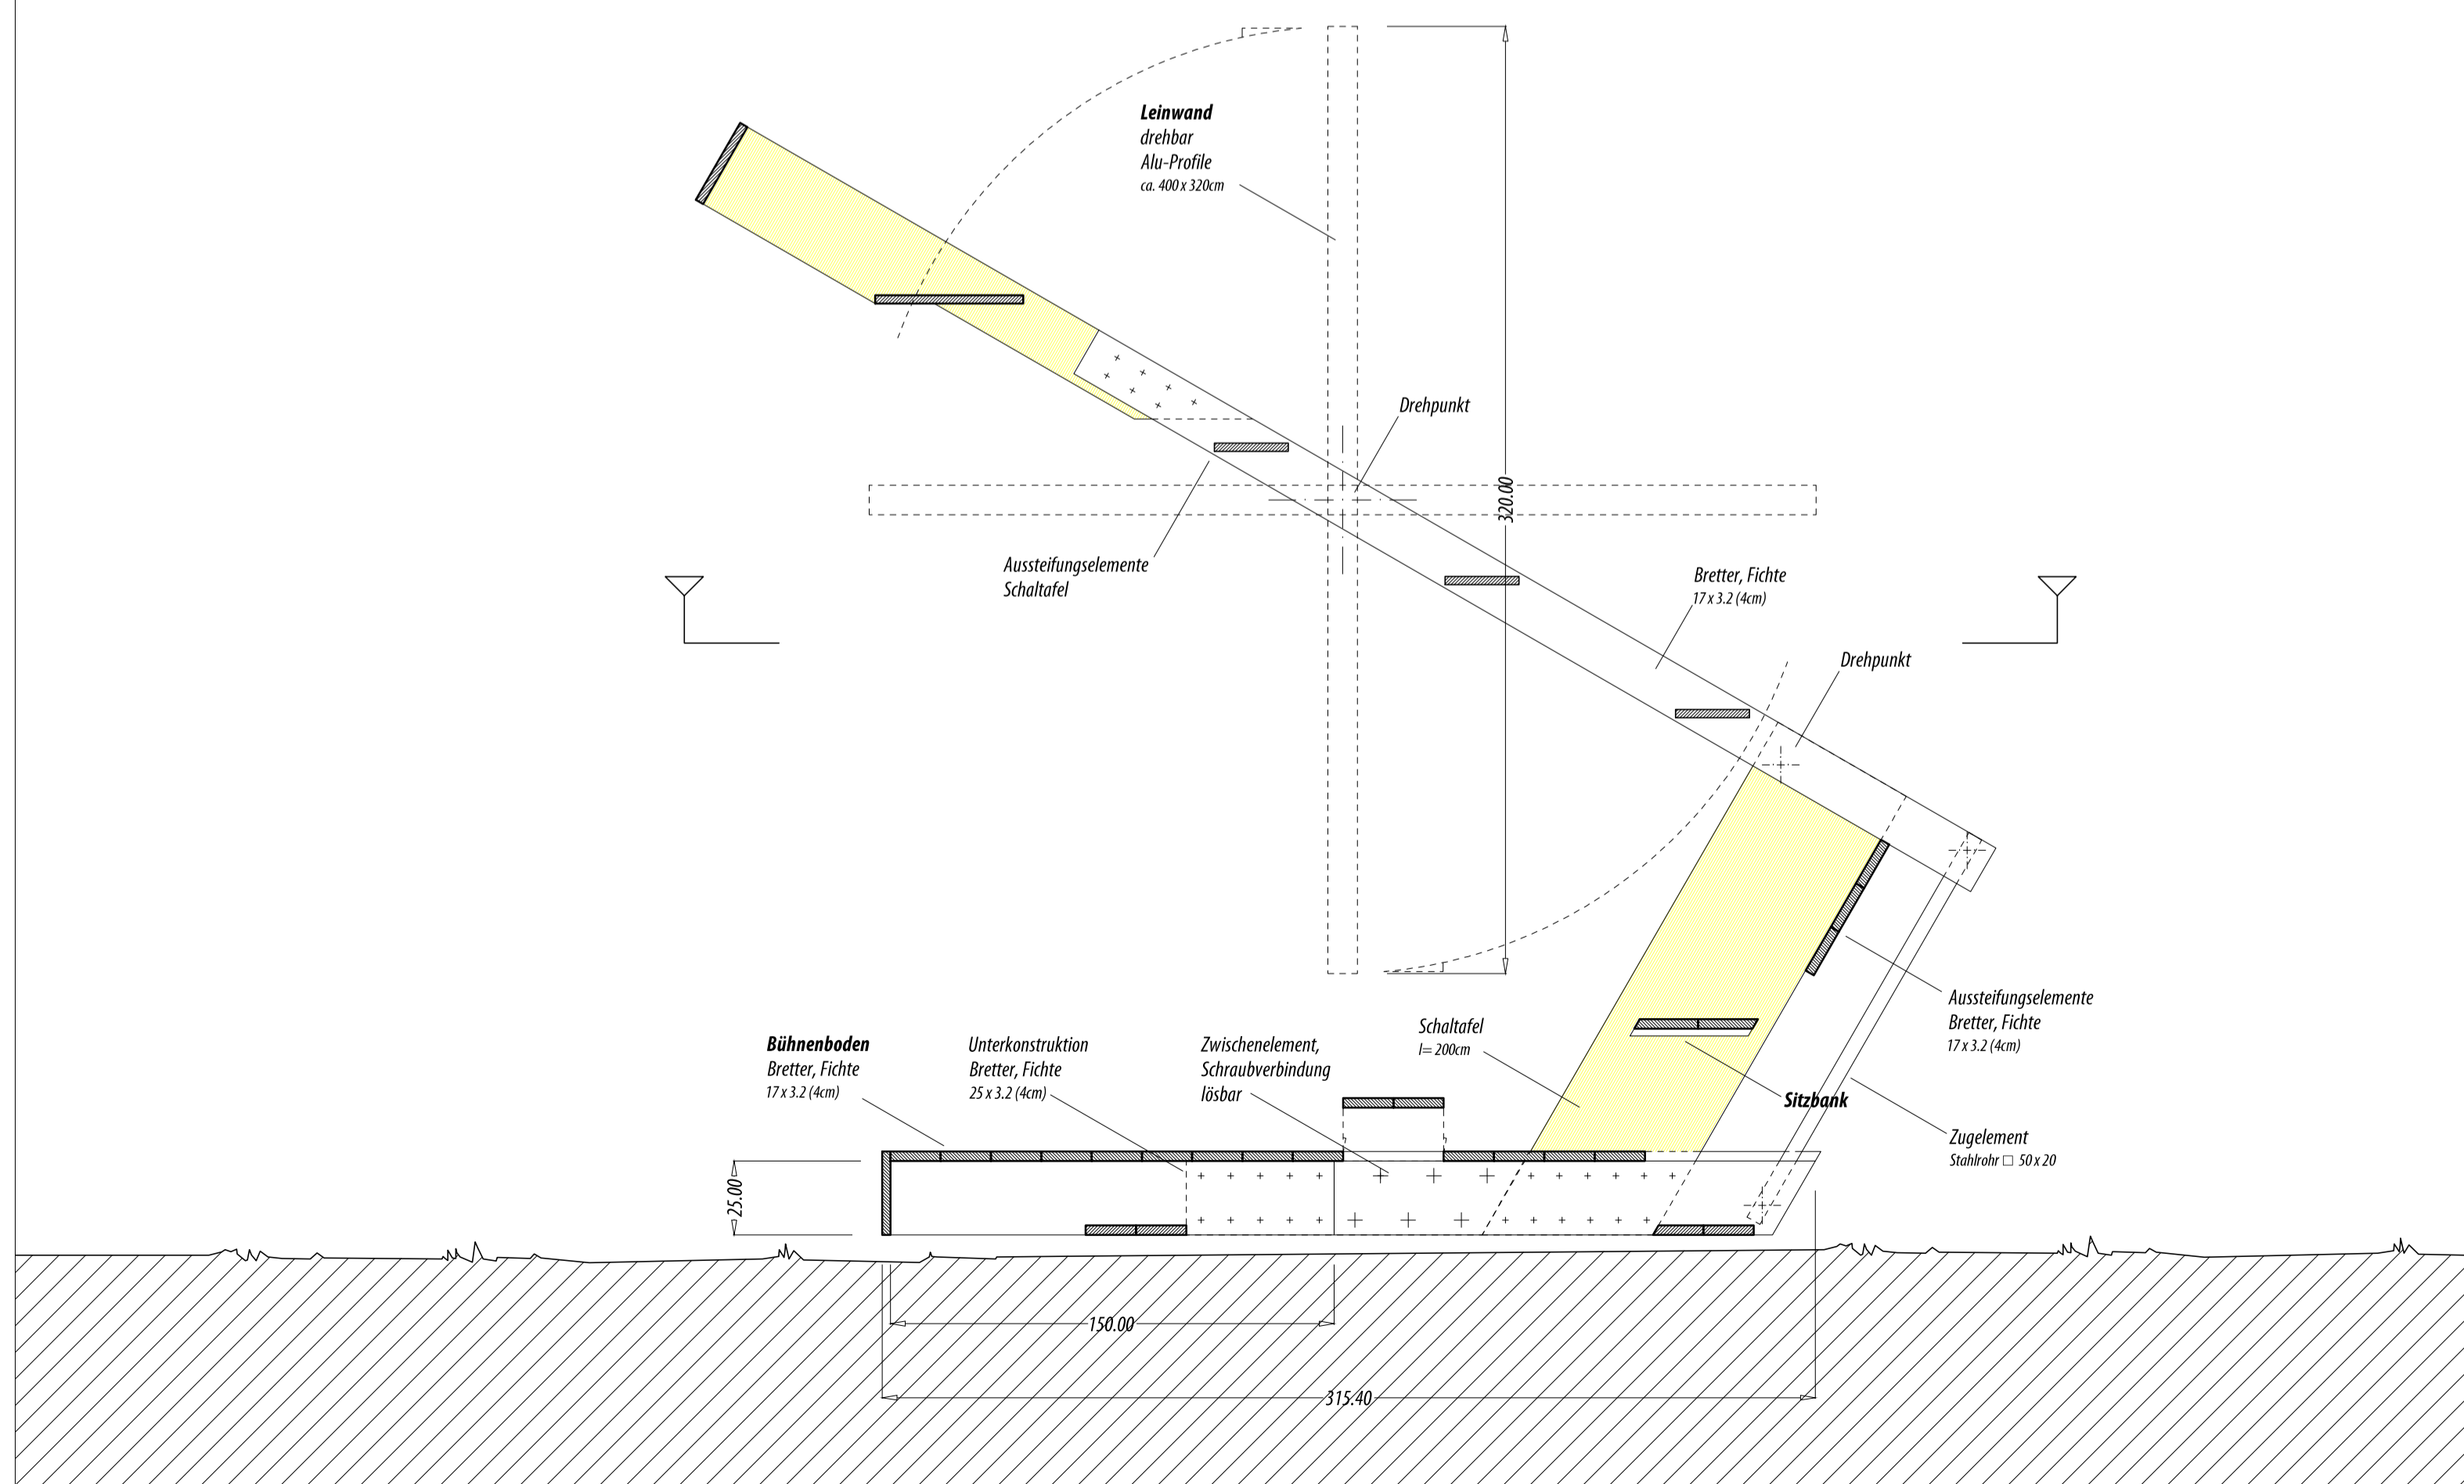 Leinwand
drehbar
Alu-Profile
ca. 400 x 320cm
Drehpunkt
320.00
Aussteifungselemente
Schaltafel
Bretter, Fichte
17 x 3.2 (4cm)
Drehpunkt
Aussteifungselemente
Bretter, Fichte
17 x 3.2 (4cm)
Schaltafel
l= 200cm
Bühnenboden
Bretter, Fichte
17 x 3.2 (4cm)
Unterkonstruktion
Bretter, Fichte
25 x 3.2 (4cm)
Zwischenelement,
Schraubverbindung
lösbar
Sitzbank
Zugelement
Stahlrohr □ 50 x 20
25.00
150.00
315.40